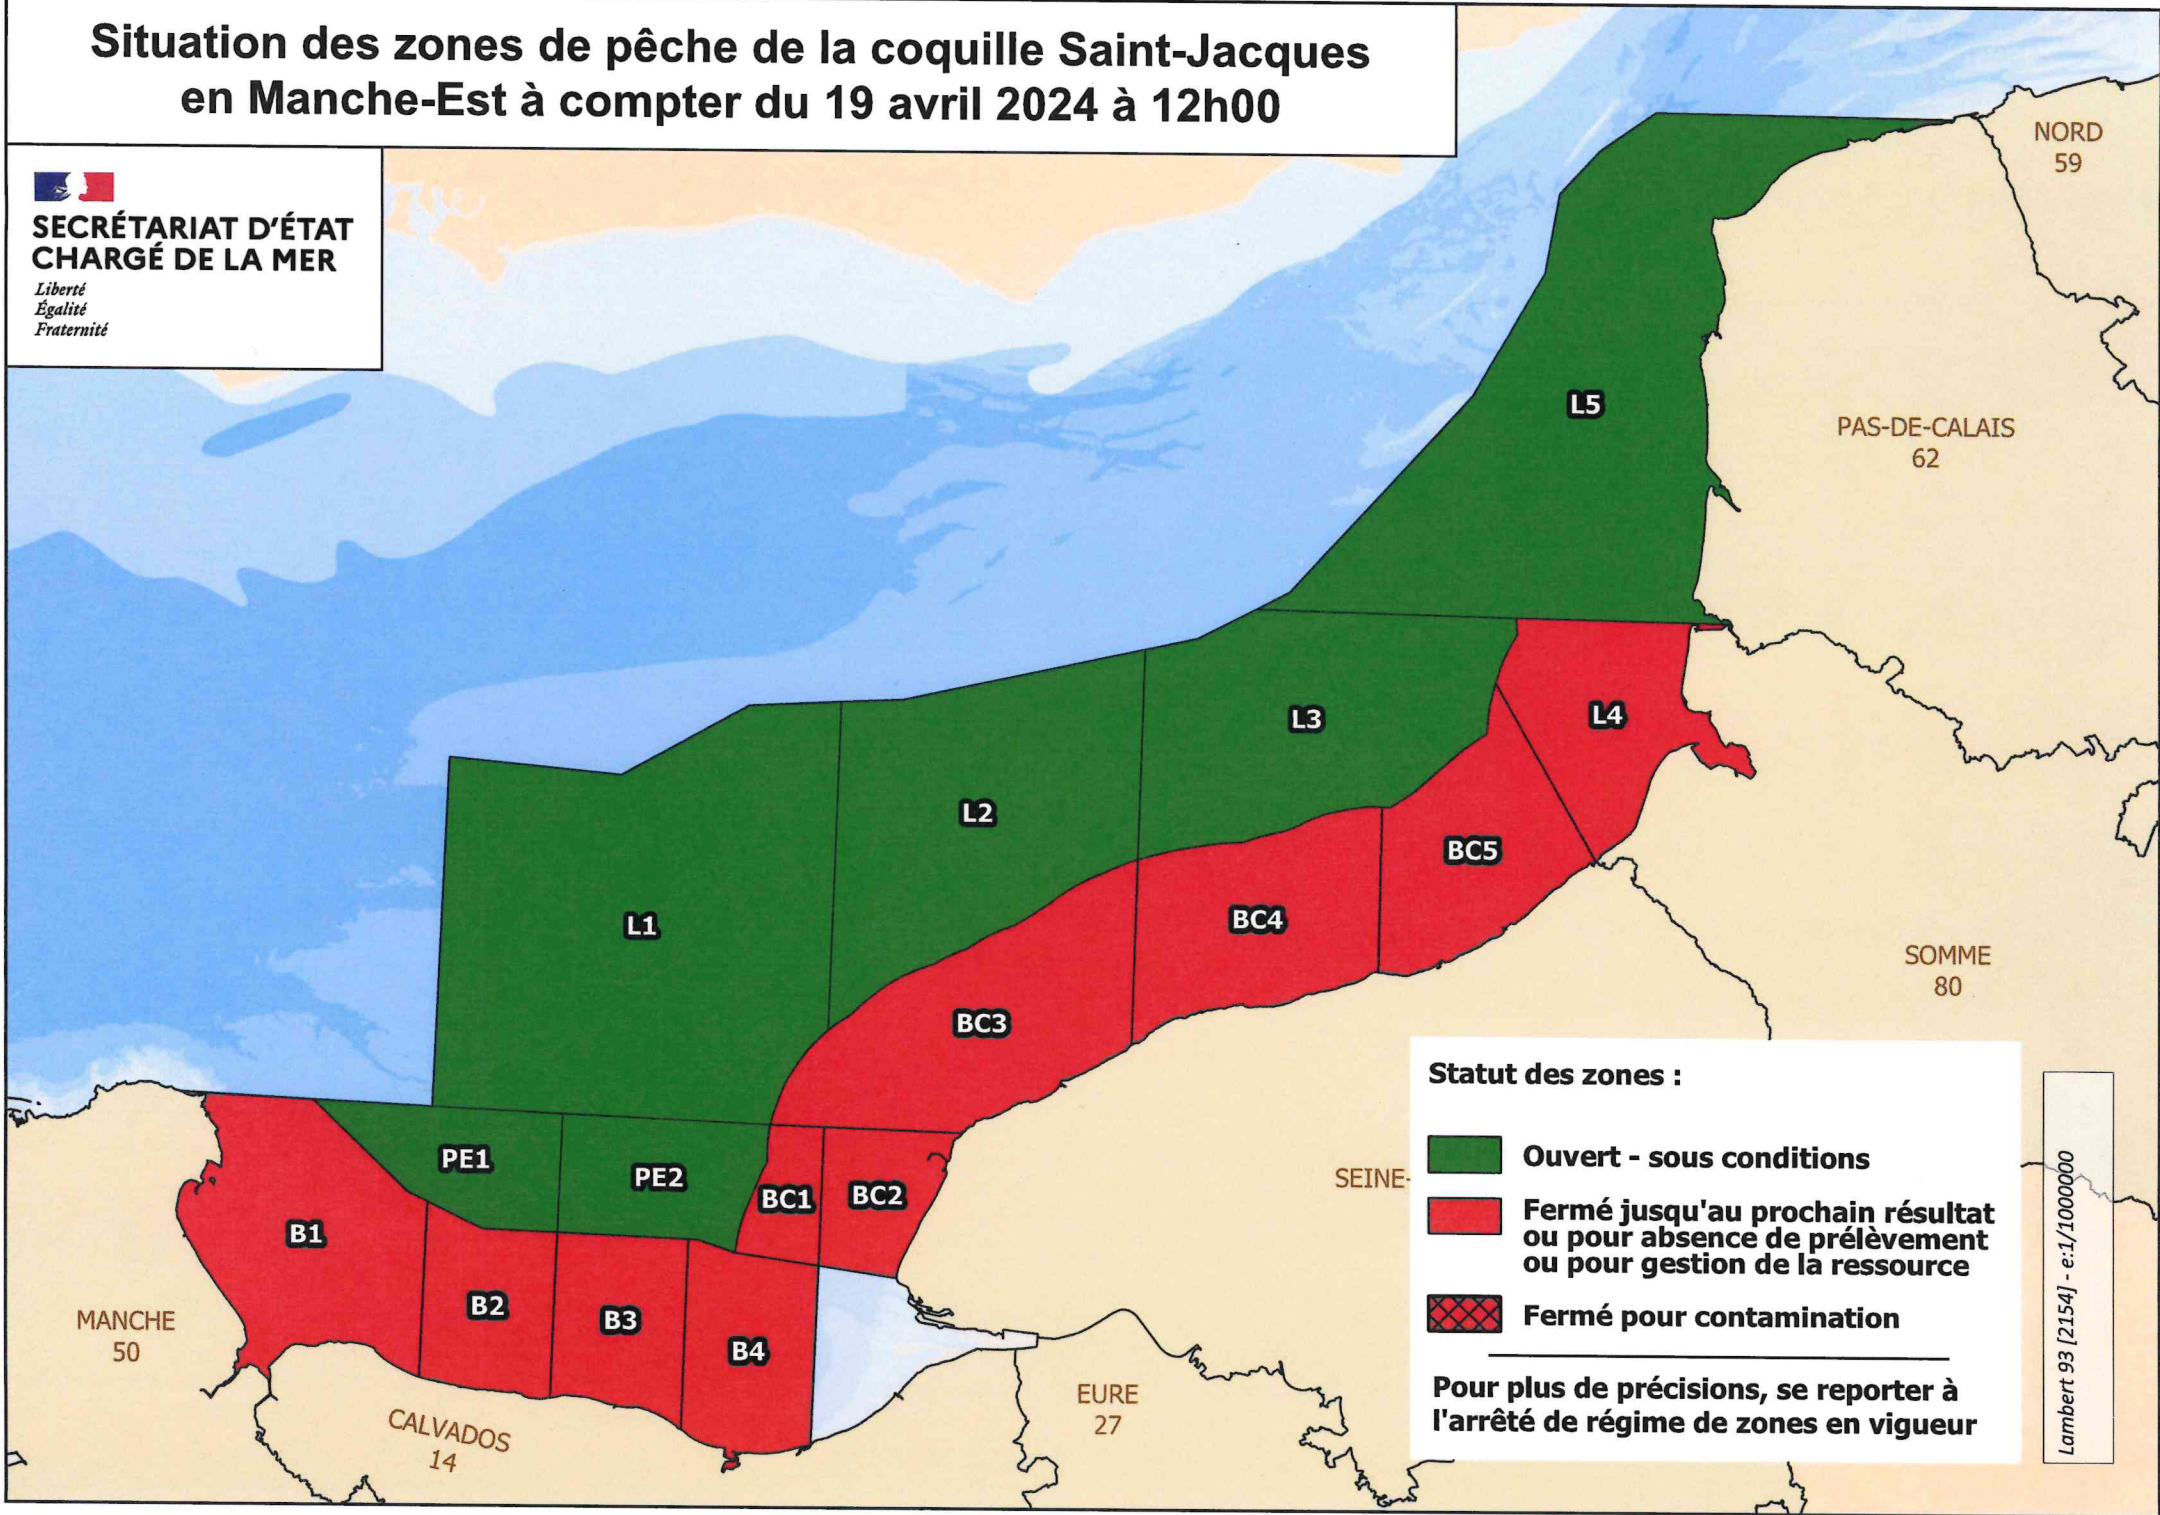 Situation des zones de pêche de la coquille Saint-Jacques
en Manche-Est à compter du 19 avril 2024 à 12h00
SECRÉTARIAT D'ÉTAT
CHARGÉ DE LA MER
Liberté
Égalité
Fraternité
NORD
59
L5
PAS-DE-CALAIS
62
L3
L4
L2
BC5
L1
BC4
SOMME
80
BC3
PE1
PE2
BC1
BC2
SEINE-
B1
B2
B3
B4
MANCHE
50
CALVADOS
14
EURE
27
Statut des zones :
Ouvert - sous conditions
Fermé jusqu'au prochain résultat
ou pour absence de prélèvement
ou pour gestion de la ressource
Fermé pour contamination
Pour plus de précisions, se reporter à
l'arrêté de régime de zones en vigueur
Lambert 93 [2154] - e:1/1000000